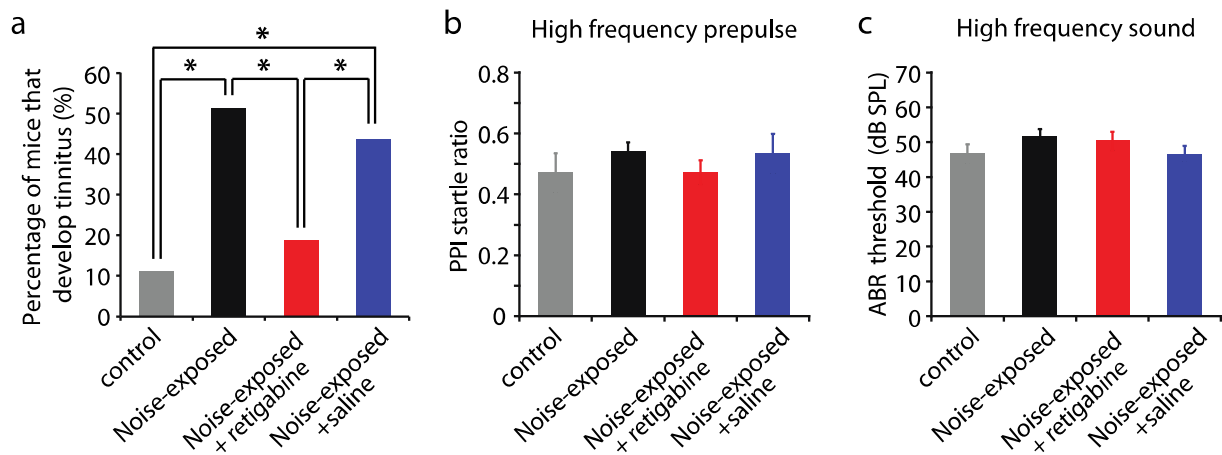 a
* 
* * *
Percentage of mice that
develop tinnitus (%)
60
50
40
30
20
10
0
control
Noise-exposed
Noise-exposed
+ retigabine
Noise-exposed
+saline
b
High frequency prepulse
PPI startle ratio
0.8
0.6
0.4
0.2
0
control
Noise-exposed
Noise-exposed
+ retigabine
Noise-exposed
+saline
c
High frequency sound
ABR threshold (dB SPL)
70
60
50
40
30
20
10
0
control
Noise-exposed
Noise-exposed
+ retigabine
Noise-exposed
+saline